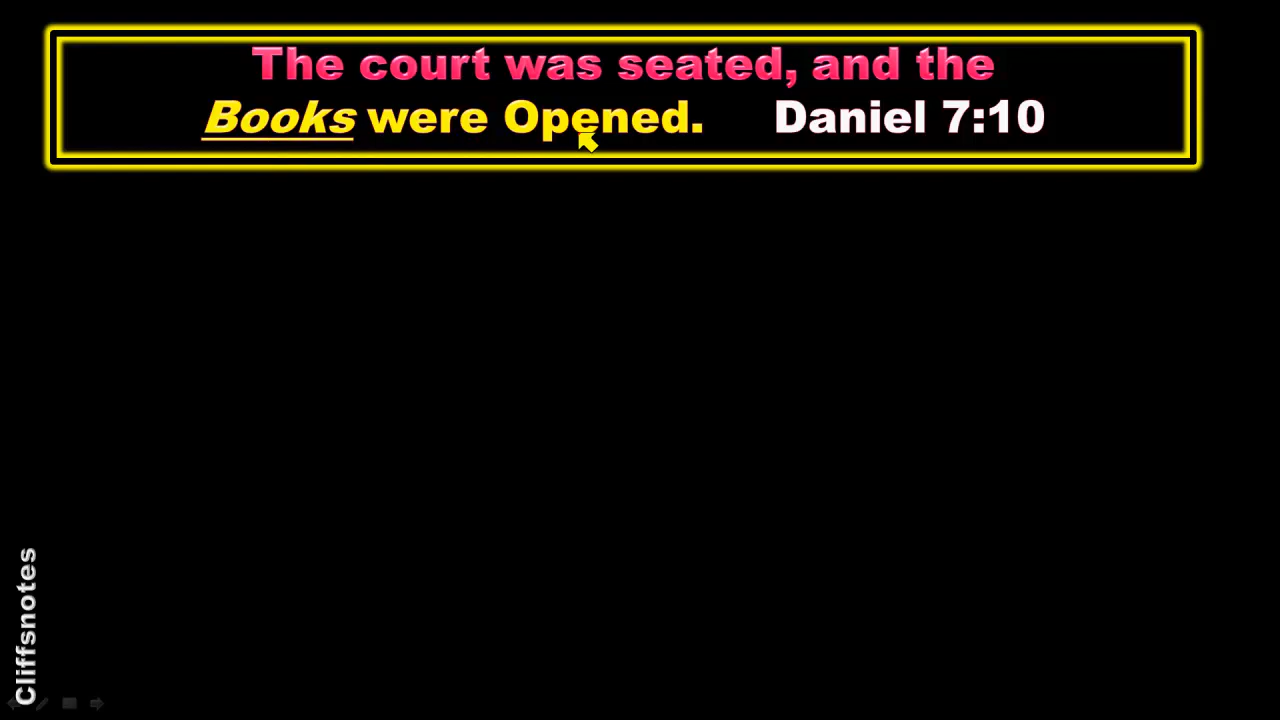 The court was seated, and the
Books were Opened. Daniel 7:10
Cliffsnotes